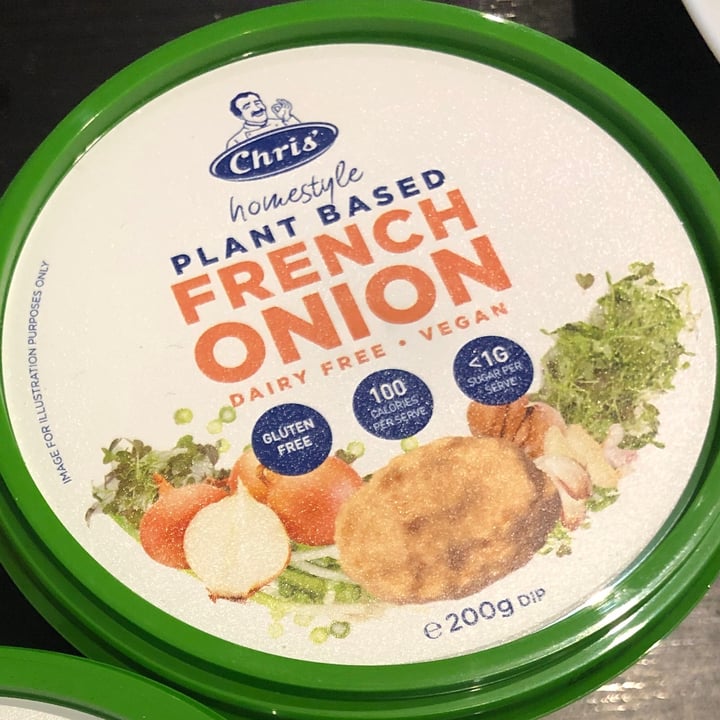 Chris'
homestyle
PLANT BASED
FRENCH
ONION
DAIRY FREE • VEGAN
GLUTEN
FREE
100
CALORIES
PER SERVE
<1G
SUGAR PER
SERVE
IMAGE FOR ILLUSTRATION PURPOSES ONLY
℮200g DIP